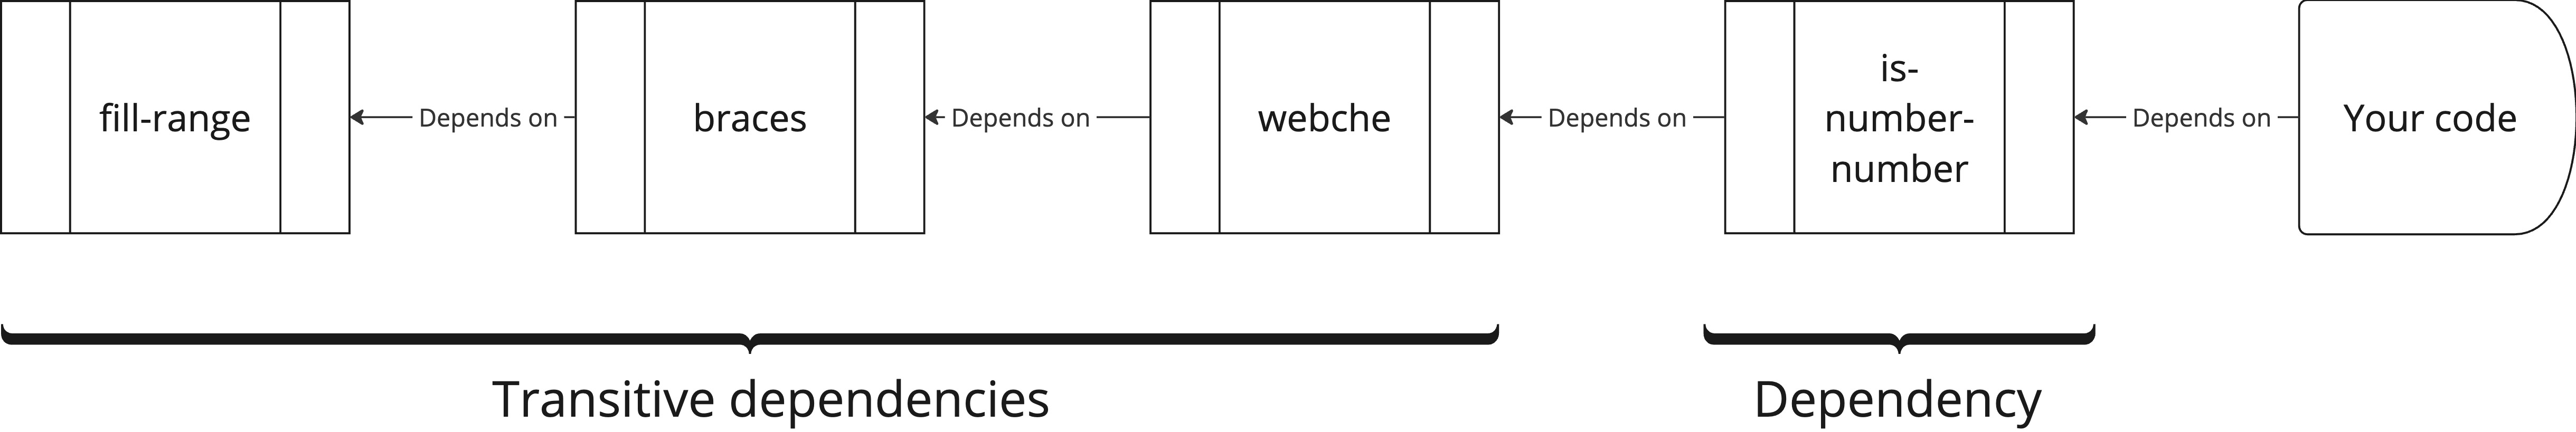 fill-range
Depends on
braces
Depends on
webche
Depends on
is-
number-
number
Depends on
Your code
Transitive dependencies
Dependency